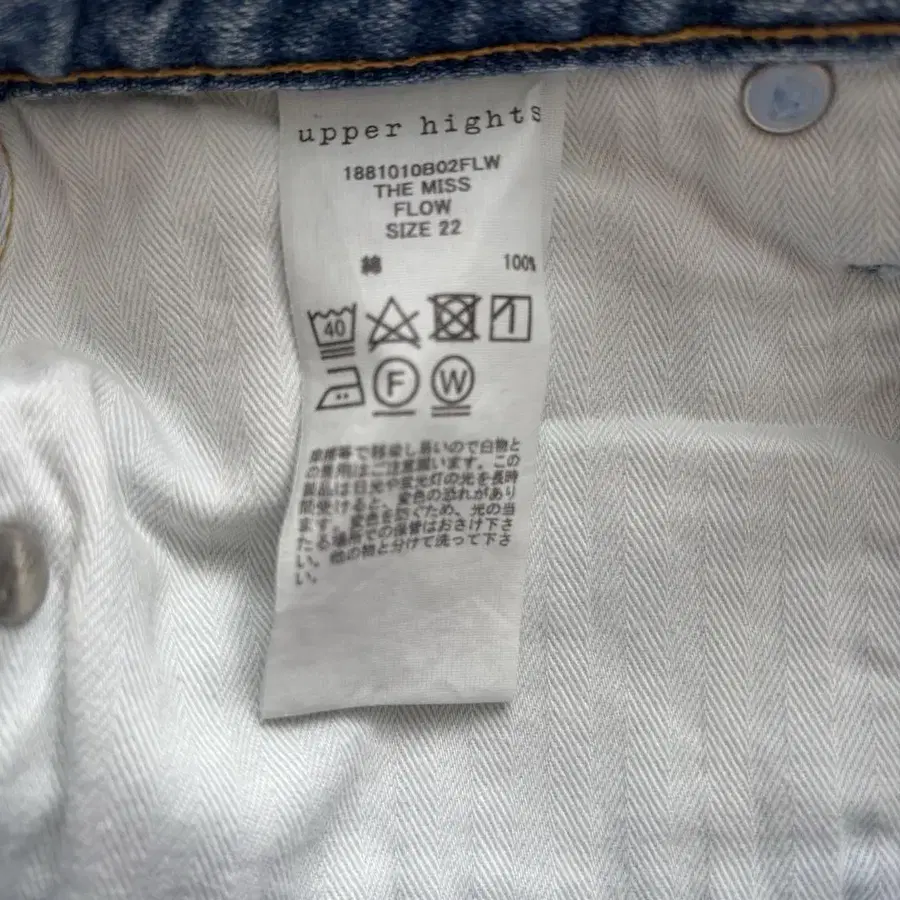 upper hights
1881010B02FLW
THE MISS
FLOW
SIZE 22
綿 100%
40
F W
摩擦等で移染し易いので白物と
の着用はご注意願います。この
製品は日光や蛍光灯の光を長時
間受けると、変色の恐れがあり
ます。変色を防ぐため、光の当
たる場所での保管はおさけ下さ
い。他の物と分けて洗って下さ
い。